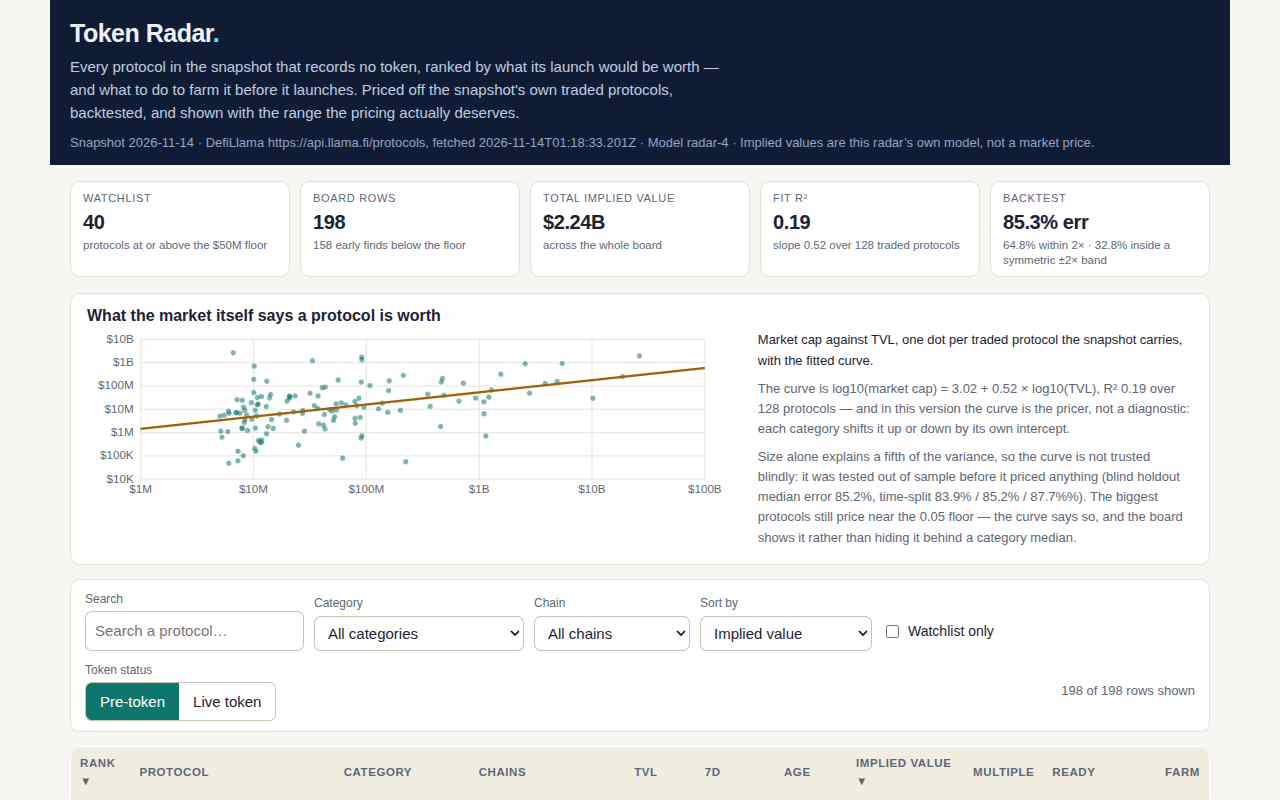 Token Radar.
Every protocol in the snapshot that records no token, ranked by what its launch would be worth —
and what to do to farm it before it launches. Priced off the snapshot's own traded protocols,
backtested, and shown with the range the pricing actually deserves.
Snapshot 2026-11-14 · DefiLlama https://api.llama.fi/protocols, fetched 2026-11-14T01:18:33.201Z · Model radar-4 · Implied values are this radar's own model, not a market price.
WATCHLIST
40
protocols at or above the $50M floor
BOARD ROWS
198
158 early finds below the floor
TOTAL IMPLIED VALUE
$2.24B
across the whole board
FIT R²
0.19
slope 0.52 over 128 traded protocols
BACKTEST
85.3% err
64.8% within 2× · 32.8% inside a
symmetric ±2× band
What the market itself says a protocol is worth
$10B
$1B
$100M
$10M
$1M
$100K
$10K
$1M
$10M
$100M
$1B
$10B
$100B
Market cap against TVL, one dot per traded protocol the snapshot carries,
with the fitted curve.
The curve is log10(market cap) = 3.02 + 0.52 × log10(TVL), R² 0.19 over
128 protocols — and in this version the curve is the pricer, not a diagnostic:
each category shifts it up or down by its own intercept.
Size alone explains a fifth of the variance, so the curve is not trusted
blindly: it was tested out of sample before it priced anything (blind holdout
median error 85.2%, time-split 83.9% / 85.2% / 87.7%%). The biggest
protocols still price near the 0.05 floor — the curve says so, and the board
shows it rather than hiding it behind a category median.
Search
Search a protocol…
Category
All categories
Chain
All chains
Sort by
Implied value
Watchlist only
Token status
Pre-token
Live token
198 of 198 rows shown
RANK ▼
PROTOCOL
CATEGORY
CHAINS
TVL
7D
AGE
IMPLIED VALUE ▼
MULTIPLE
READY
FARM